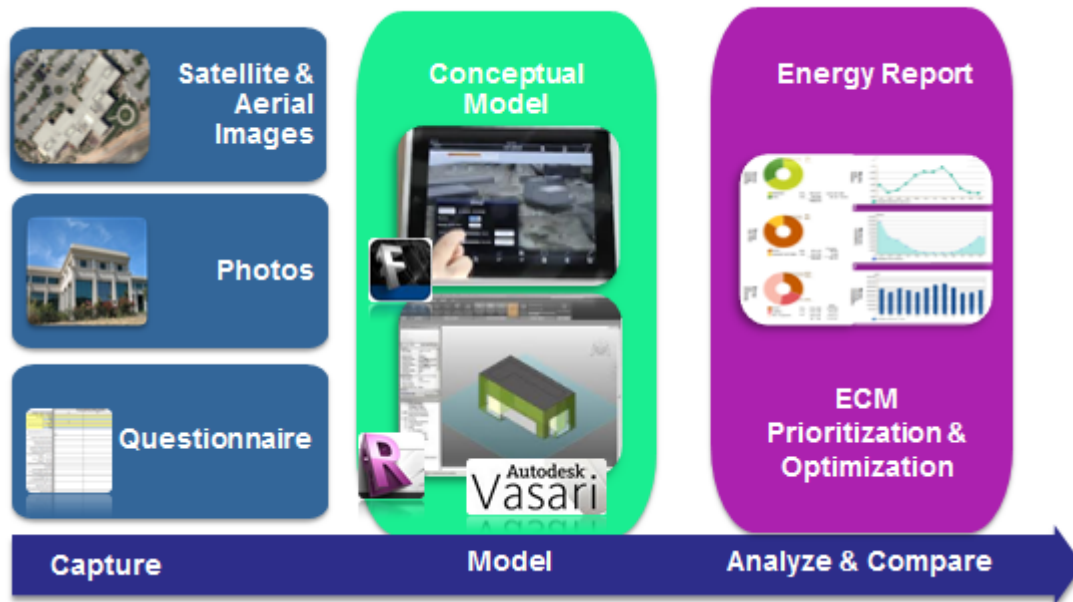 Satellite &
Aerial
Images
Photos
Questionnaire
Conceptual
Model
F
R
Autodesk
Vasari
Energy Report
ECM
Prioritization &
Optimization
Capture
Model
Analyze & Compare